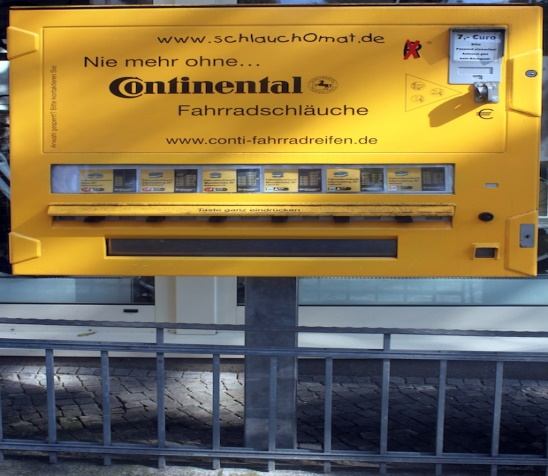 www.schlauchOmat.de
7,- Euro
Nie mehr ohne...
Continental
Fahrradschläuche
€
www.conti-fahrradreifen.de
Taste ganz eindrücken